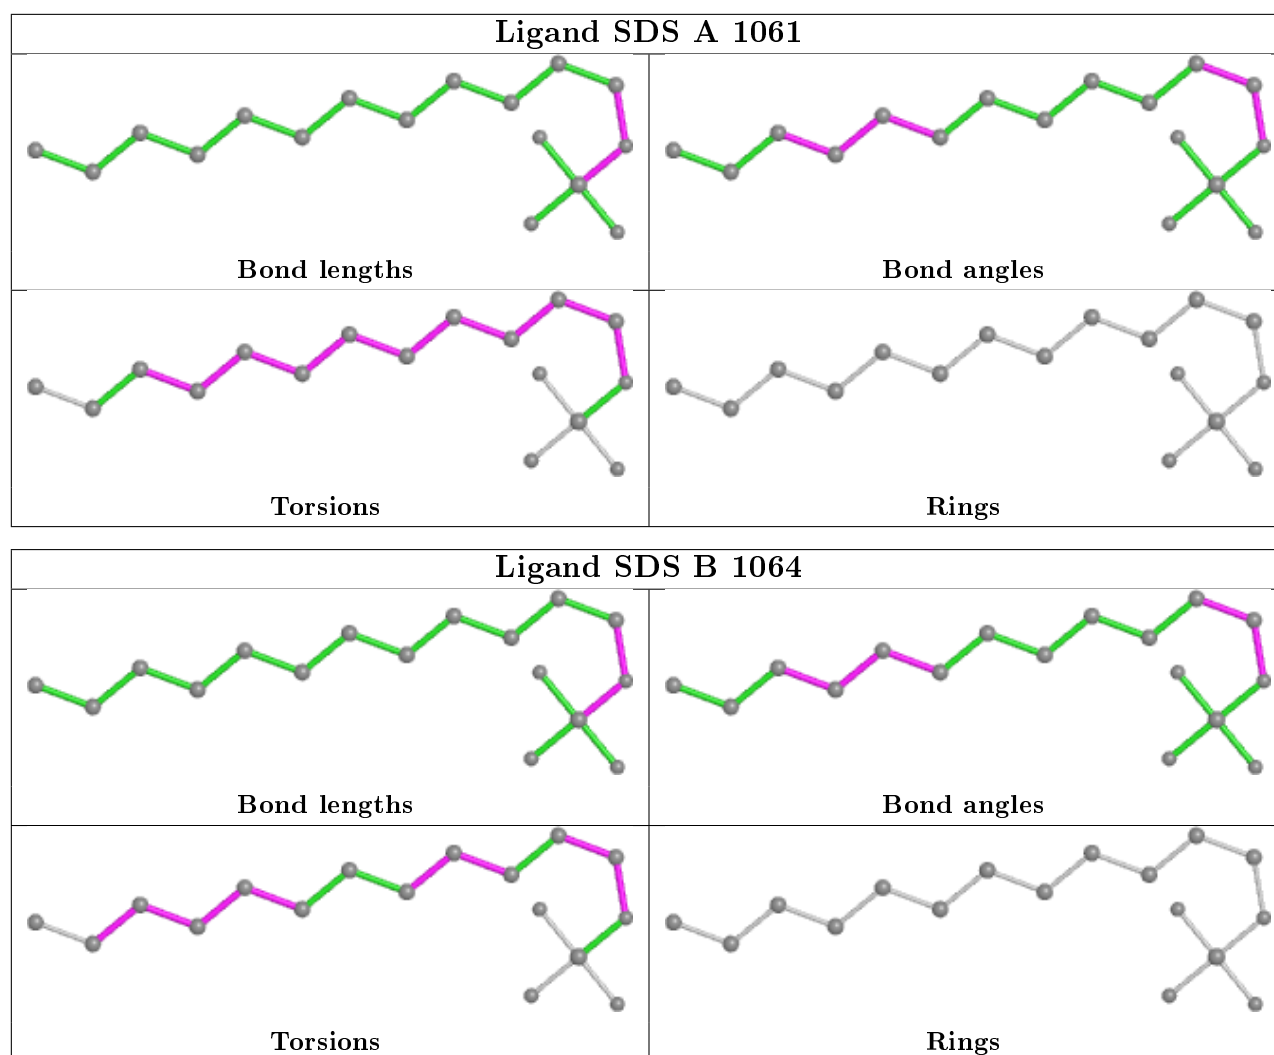 Ligand SDS A 1061
Bond lengths
Bond angles
Torsions
Rings
Ligand SDS B 1064
Bond lengths
Bond angles
Torsions
Rings